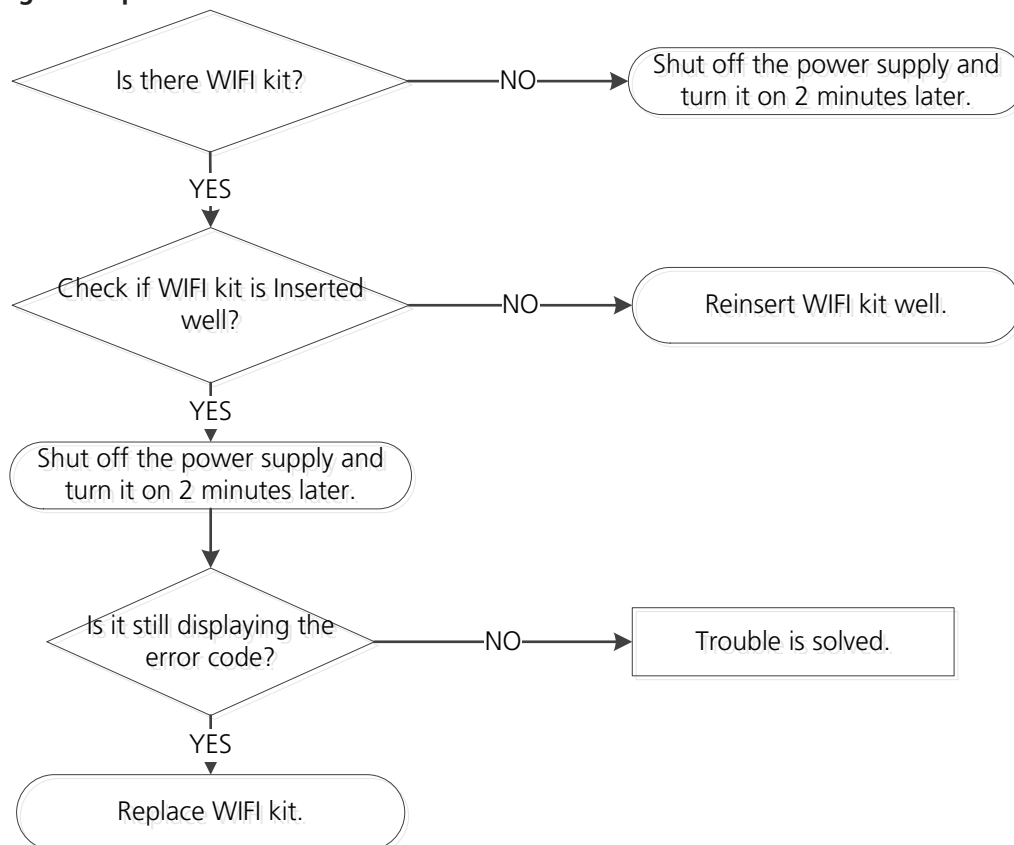 Is there WIFI kit?
NO
Shut off the power supply and
turn it on 2 minutes later.
YES
Check if WIFI kit is Inserted
well?
NO
Reinsert WIFI kit well.
YES
Shut off the power supply and
turn it on 2 minutes later.
Is it still displaying the
error code?
NO
Trouble is solved.
YES
Replace WIFI kit.